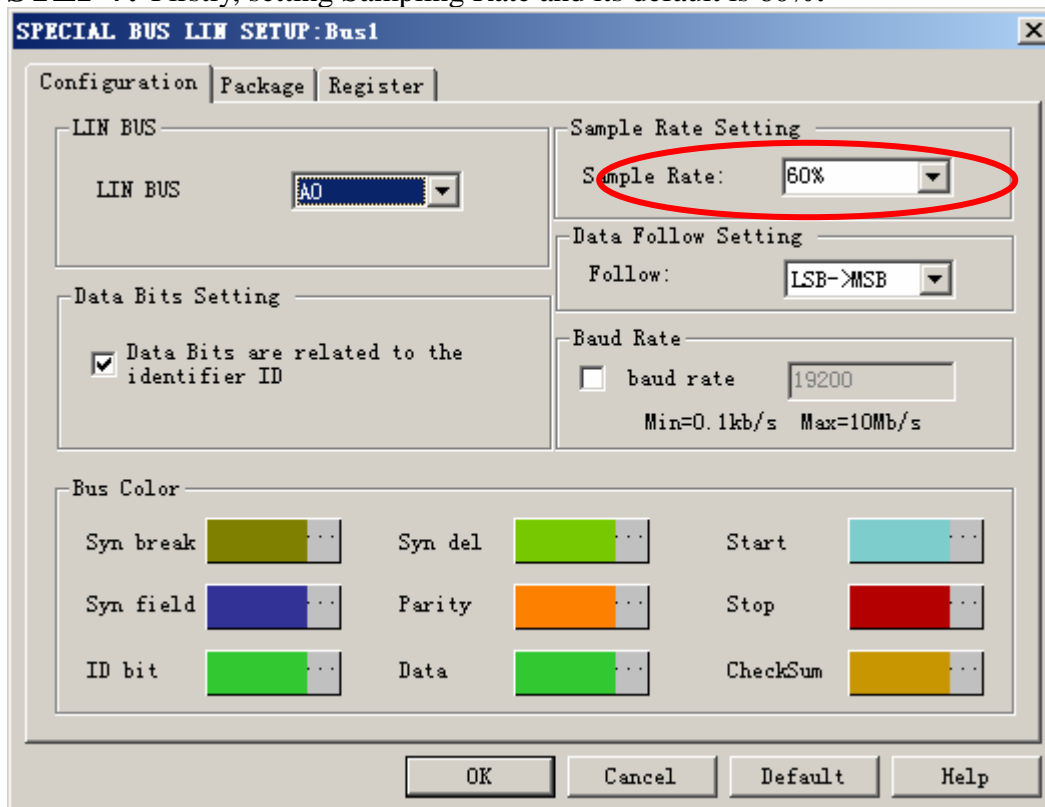 SPECIAL BUS LIN SETUP:Bus1
Configuration Package Register
LIN BUS
LIN BUS A0
Sample Rate Setting
Sample Rate: 60%
Data Follow Setting
Follow: LSB->MSB
Data Bits Setting
Data Bits are related to the
identifier ID
Baud Rate
baud rate 19200
Min=0.1kb/s Max=10Mb/s
Bus Color
Syn break ... Syn del ... Start ...
Syn field ... Parity ... Stop ...
ID bit ... Data ... CheckSum ...
OK Cancel Default Help